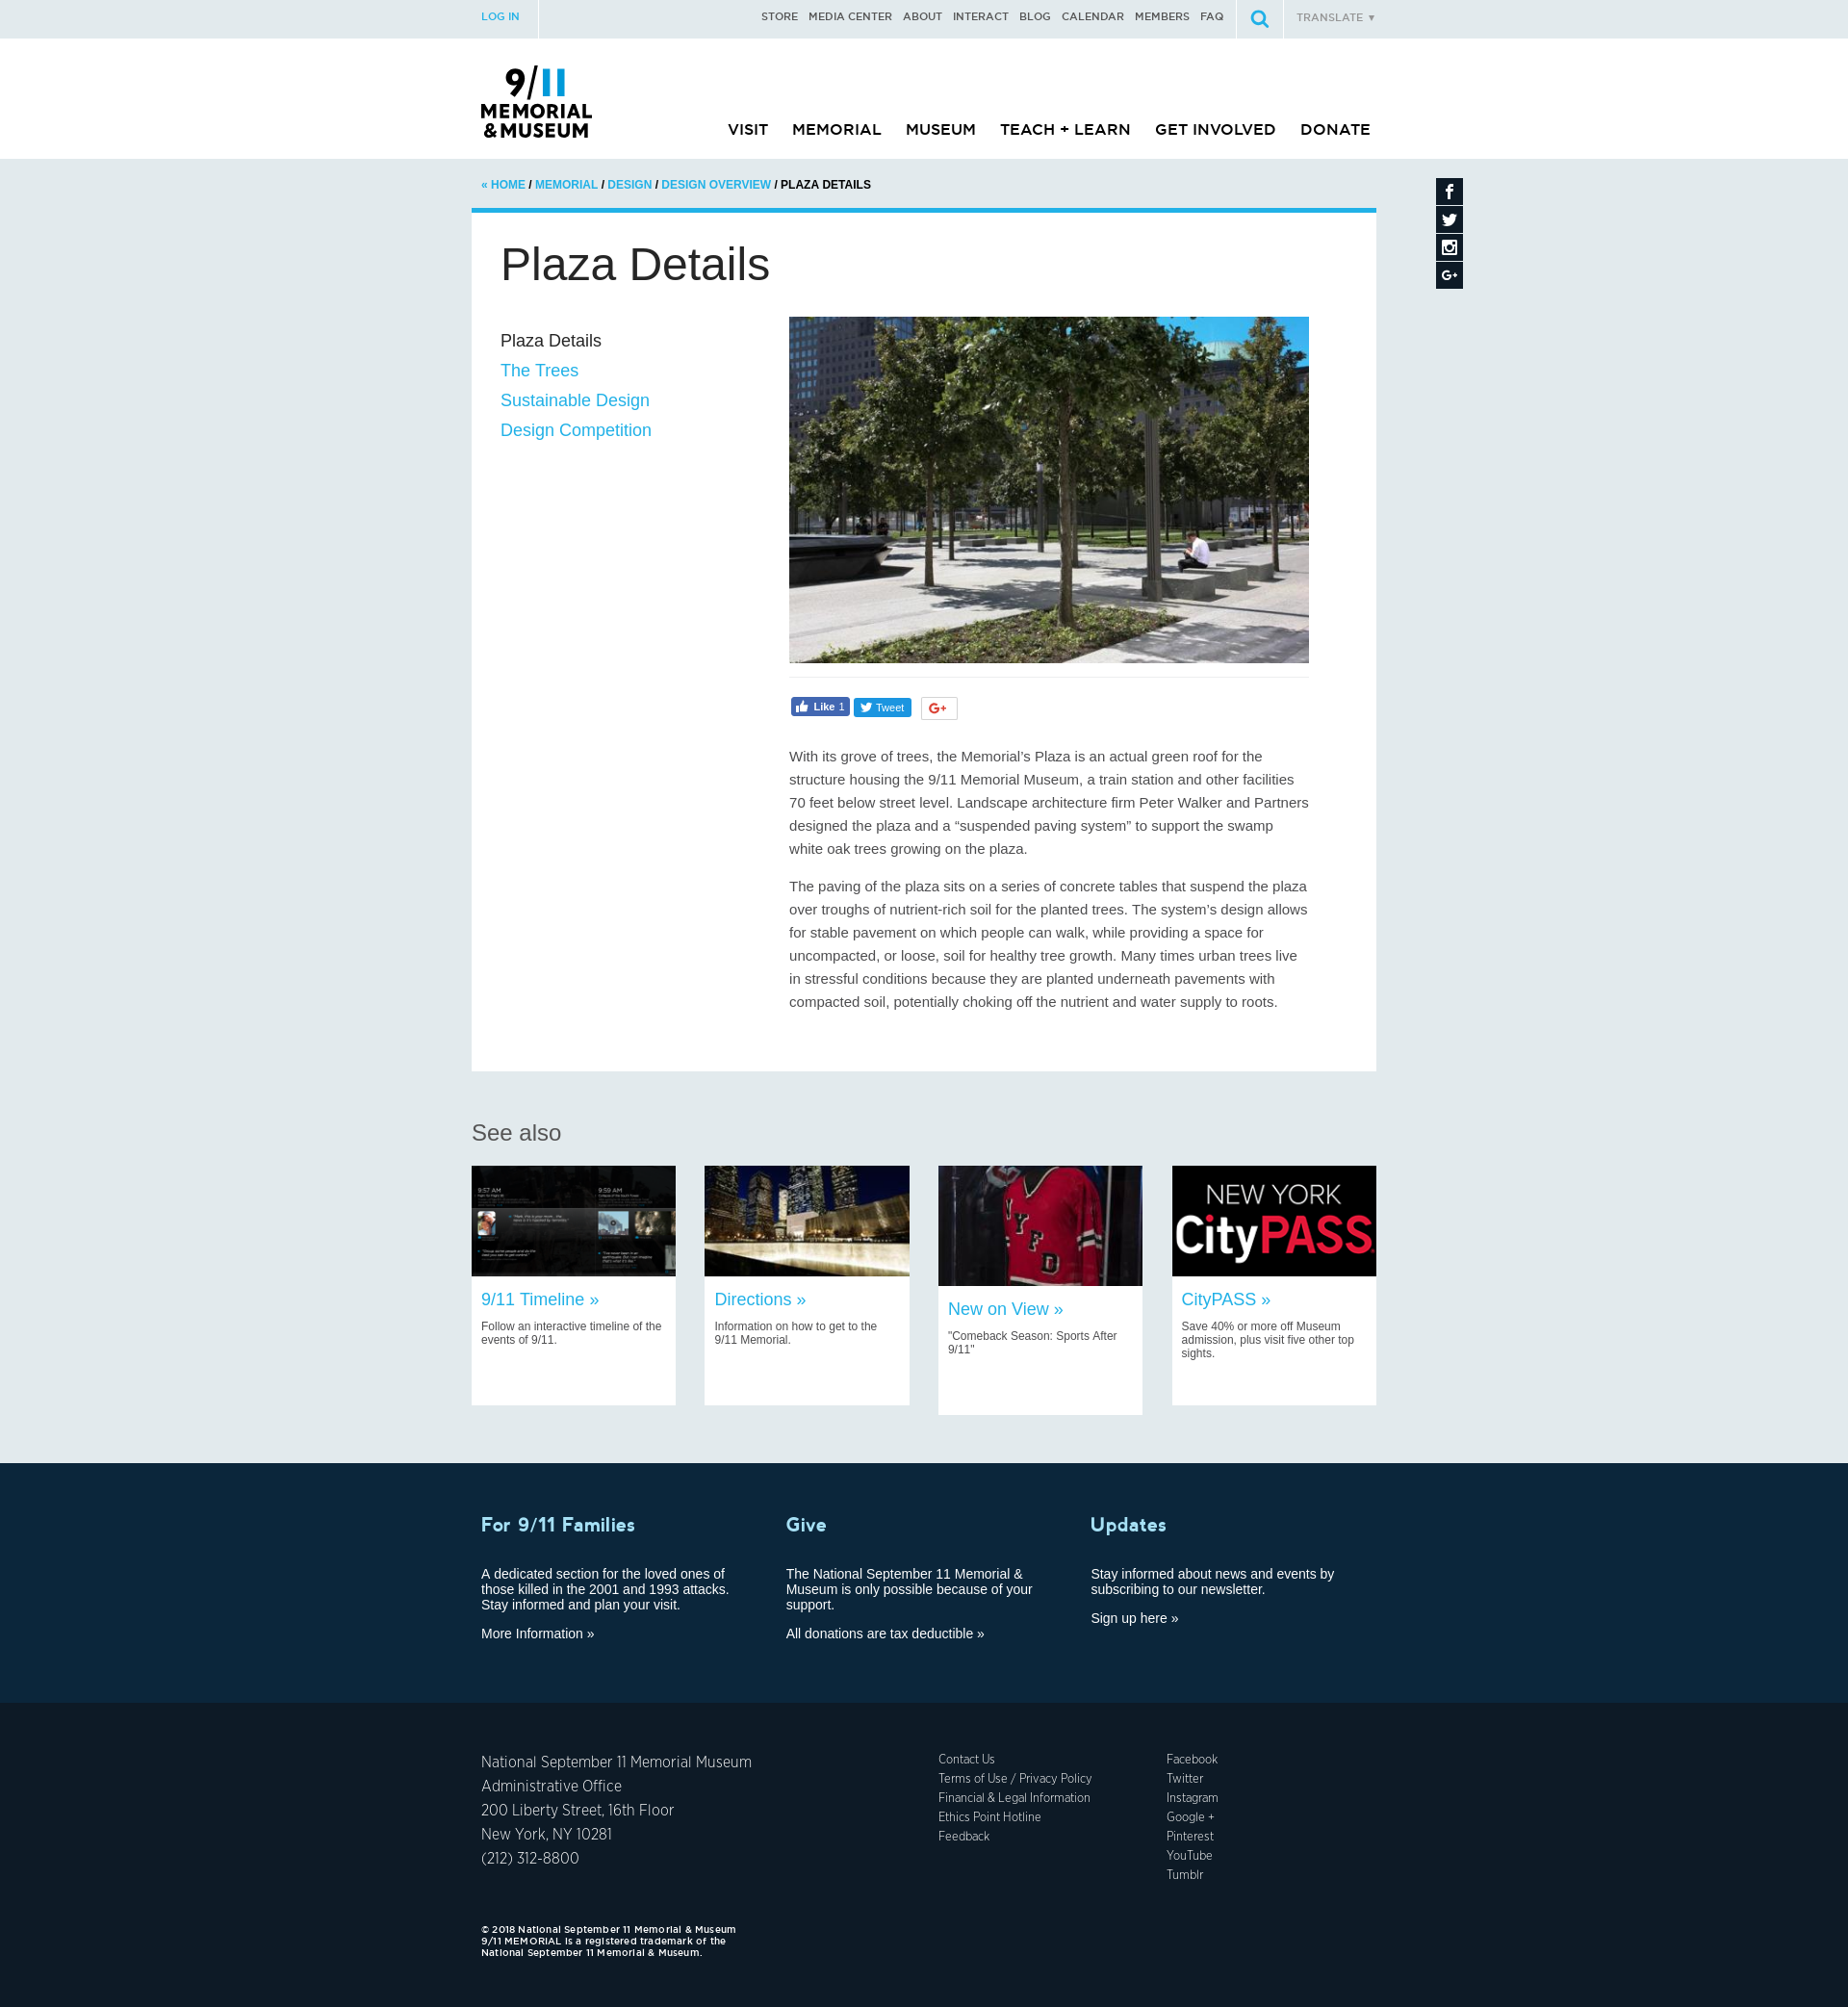 LOG IN
STORE MEDIA CENTER ABOUT INTERACT BLOG CALENDAR MEMBERS FAQ
TRANSLATE ▼
9/11
MEMORIAL
&MUSEUM
VISIT MEMORIAL MUSEUM TEACH + LEARN GET INVOLVED DONATE
« HOME / MEMORIAL / DESIGN / DESIGN OVERVIEW / PLAZA DETAILS
Plaza Details
Plaza Details
The Trees
Sustainable Design
Design Competition
Like 1
Tweet
G+
With its grove of trees, the Memorial’s Plaza is an actual green roof for the
structure housing the 9/11 Memorial Museum, a train station and other facilities
70 feet below street level. Landscape architecture firm Peter Walker and Partners
designed the plaza and a “suspended paving system” to support the swamp
white oak trees growing on the plaza.
The paving of the plaza sits on a series of concrete tables that suspend the plaza
over troughs of nutrient-rich soil for the planted trees. The system’s design allows
for stable pavement on which people can walk, while providing a space for
uncompacted, or loose, soil for healthy tree growth. Many times urban trees live
in stressful conditions because they are planted underneath pavements with
compacted soil, potentially choking off the nutrient and water supply to roots.
See also
9:57 AM
9:59 AM
NYFD
NEW YORK
CityPASS
9/11 Timeline »
Follow an interactive timeline of the
events of 9/11.
Directions »
Information on how to get to the
9/11 Memorial.
New on View »
"Comeback Season: Sports After
9/11"
CityPASS »
Save 40% or more off Museum
admission, plus visit five other top
sights.
For 9/11 Families
A dedicated section for the loved ones of
those killed in the 2001 and 1993 attacks.
Stay informed and plan your visit.
More Information »
Give
The National September 11 Memorial &
Museum is only possible because of your
support.
All donations are tax deductible »
Updates
Stay informed about news and events by
subscribing to our newsletter.
Sign up here »
National September 11 Memorial Museum
Administrative Office
200 Liberty Street, 16th Floor
New York, NY 10281
(212) 312-8800
Contact Us
Terms of Use / Privacy Policy
Financial & Legal Information
Ethics Point Hotline
Feedback
Facebook
Twitter
Instagram
Google +
Pinterest
YouTube
Tumblr
© 2018 National September 11 Memorial & Museum
9/11 MEMORIAL is a registered trademark of the
National September 11 Memorial & Museum.